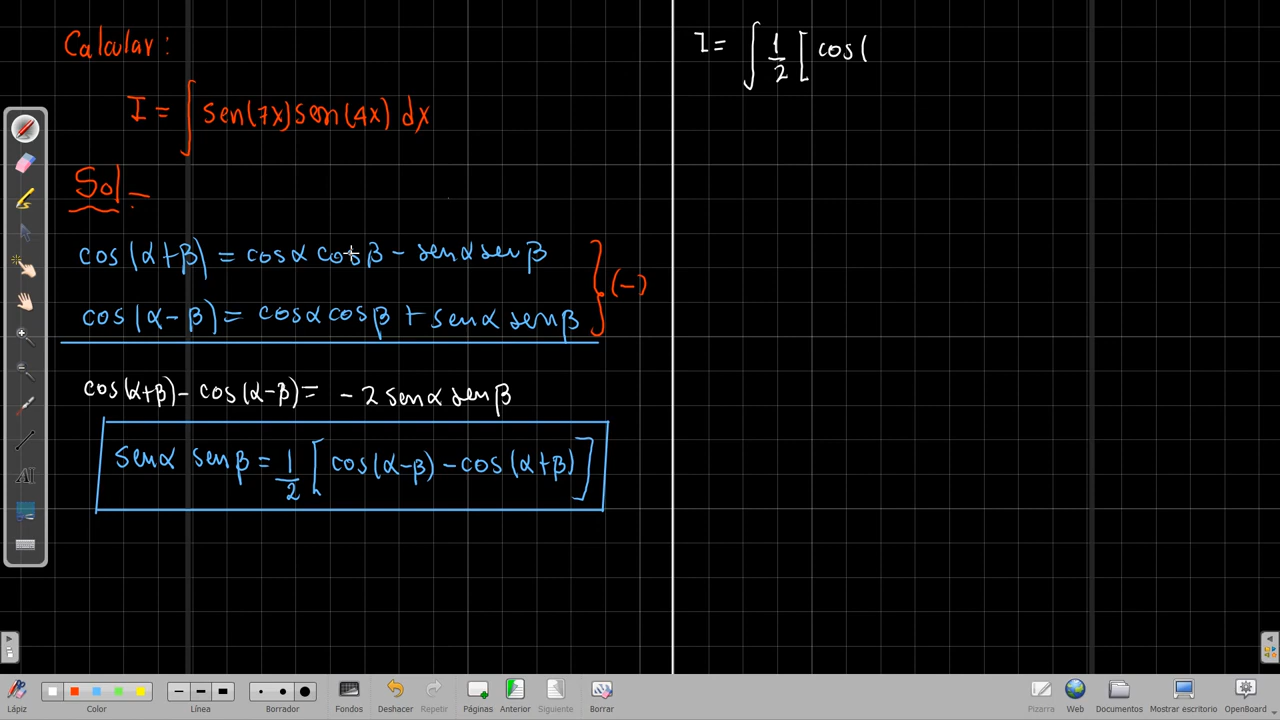 Calcular:
I = ∫ sen(7x) sen(4x) dx
Sol.-
cos(α+β) = cosα cosβ - senα senβ
cos(α-β) = cosα cosβ + senα senβ
(-)
cos(α+β) - cos(α-β) = -2 senα senβ
senα senβ = 1/2 [cos(α-β) - cos(α+β)]
I = ∫ 1/2 [ cos(
Lápiz
Color
Línea
Borrador
Fondos
Deshacer
Repetir
Páginas
Anterior
Siguiente
Borrar
Pizarra
Web
Documentos
Mostrar escritorio
OpenBoard